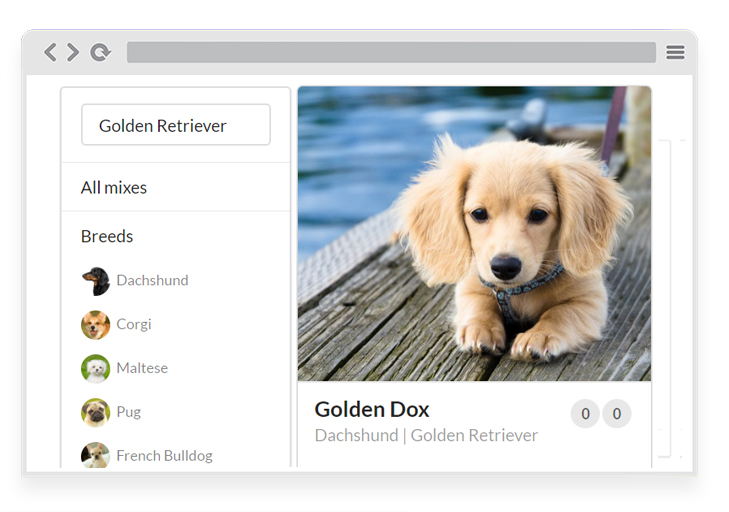 Golden Retriever
All mixes
Breeds
Dachshund
Corgi
Maltese
Pug
French Bulldog
Golden Dox
Dachshund | Golden Retriever
0 0